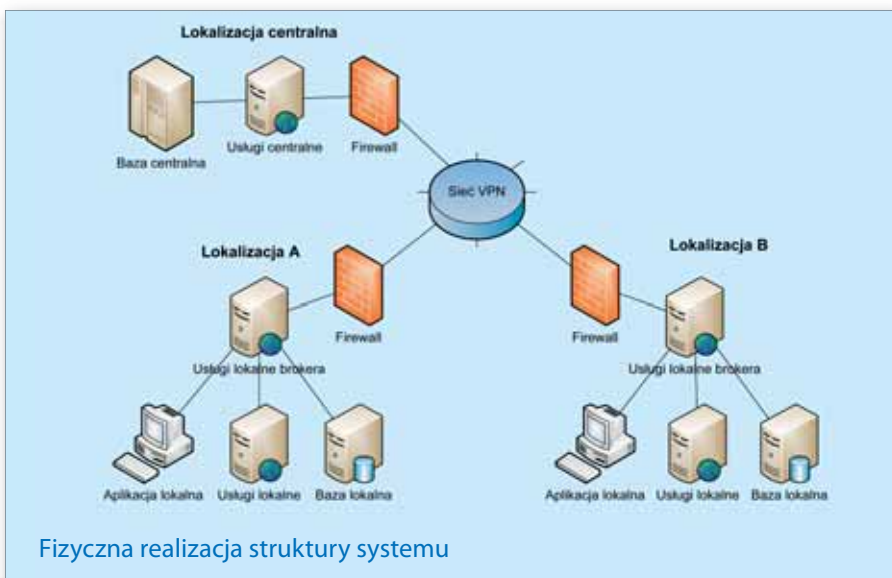 Lokalizacja centralna
Baza centralna
Usługi centralne
Firewall
Sieć VPN
Lokalizacja A
Lokalizacja B
Firewall
Firewall
Usługi lokalne brokera
Usługi lokalne brokera
Aplikacja lokalna
Usługi lokalne
Baza lokalna
Aplikacja lokalna
Usługi lokalne
Baza lokalna
Fizyczna realizacja struktury systemu